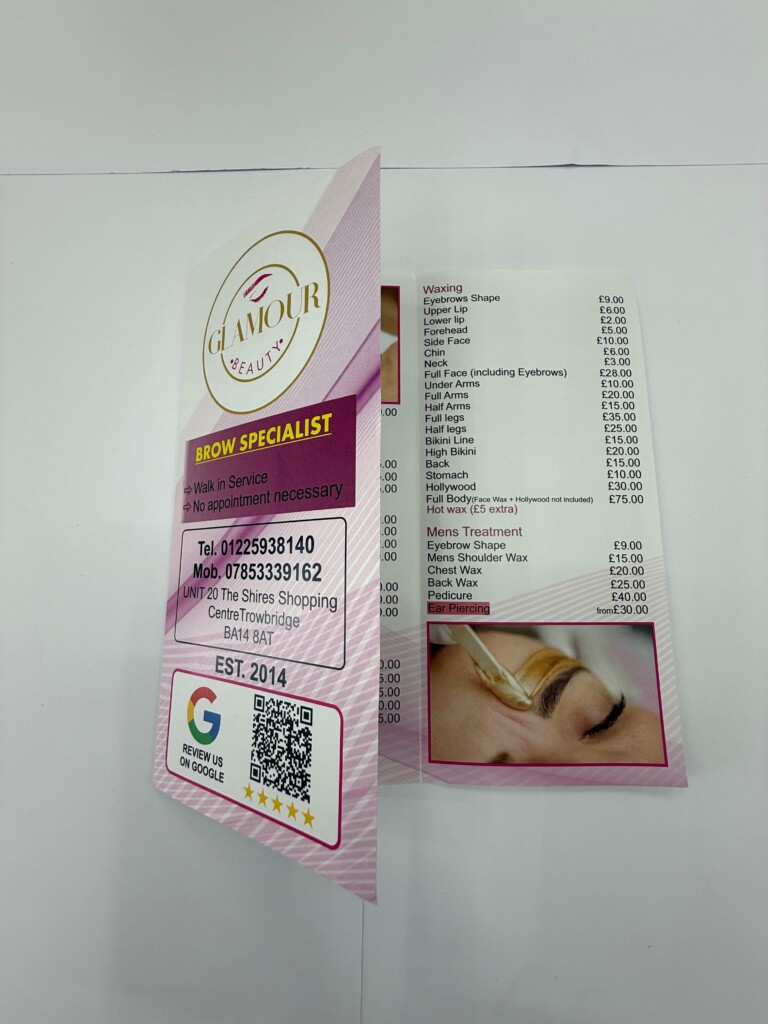 GLAMOUR
•BEAUTY•
BROW SPECIALIST
⇨ Walk in Service
⇨ No appointment necessary
Tel. 01225938140
Mob. 07853339162
UNIT 20 The Shires Shopping
CentreTrowbridge
BA14 8AT
EST. 2014
G
REVIEW US
ON GOOGLE
Waxing
Eyebrows Shape £9.00
Upper Lip £6.00
Lower lip £2.00
Forehead £5.00
Side Face £10.00
Chin £6.00
Neck £3.00
Full Face (including Eyebrows) £28.00
Under Arms £10.00
Full Arms £20.00
Half Arms £15.00
Full legs £35.00
Half legs £25.00
Bikini Line £15.00
High Bikini £20.00
Back £15.00
Stomach £10.00
Hollywood £30.00
Full Body(Face Wax + Hollywood not included) £75.00
Hot wax (£5 extra)
Mens Treatment
Eyebrow Shape £9.00
Mens Shoulder Wax £15.00
Chest Wax £20.00
Back Wax £25.00
Pedicure £40.00
Ear Piercing from£30.00